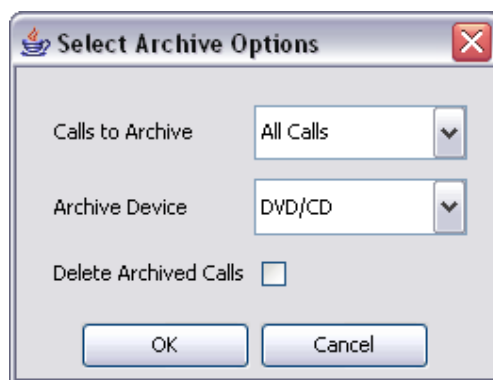 Select Archive Options
Calls to Archive All Calls
Archive Device DVD/CD
Delete Archived Calls
OK Cancel